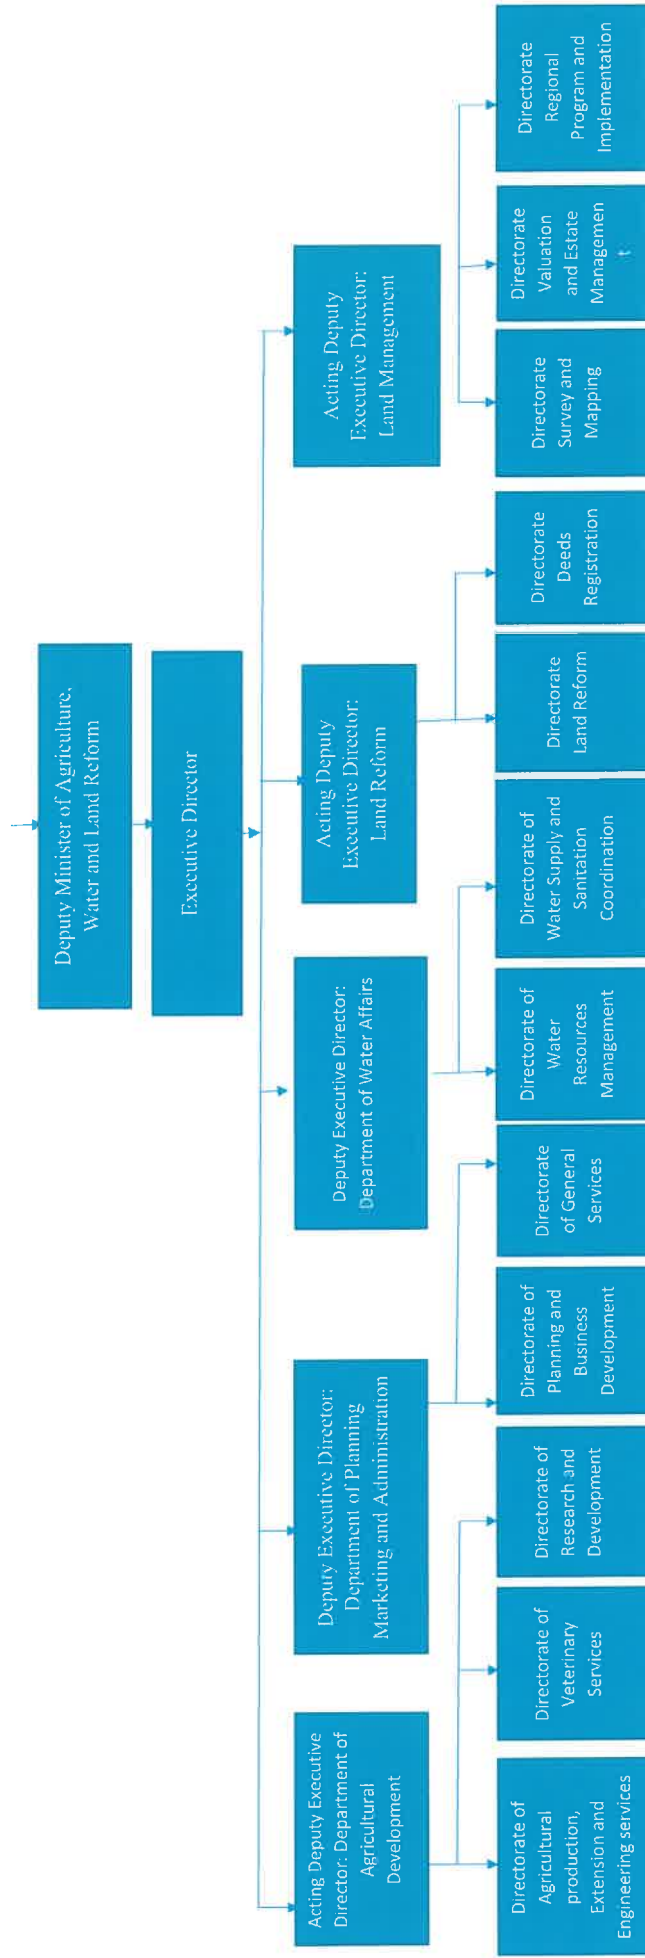 Deputy Minister of Agriculture,
Water and Land Reform
Executive Director
Acting Deputy Executive
Director: Department of
Agricultural
Development
Deputy Executive Director:
Department of Planning
Marketing and Administration
Deputy Executive Director:
Department of Water Affairs
Acting Deputy
Executive Director:
Land Reform
Acting Deputy
Executive Director:
Land Management
Directorate of
Agricultural
production,
Extension and
Engineering services
Directorate of
Veterinary
Services
Directorate of
Research and
Development
Directorate of
Planning and
Business
Development
Directorate
of General
Services
Directorate of
Water
Resources
Management
Directorate of
Water Supply and
Sanitation
Coordination
Directorate
Land Reform
Directorate
Deeds
Registration
Directorate
Survey and
Mapping
Directorate
Valuation
and Estate
Managemen
t
Directorate
Regional
Program and
Implementation